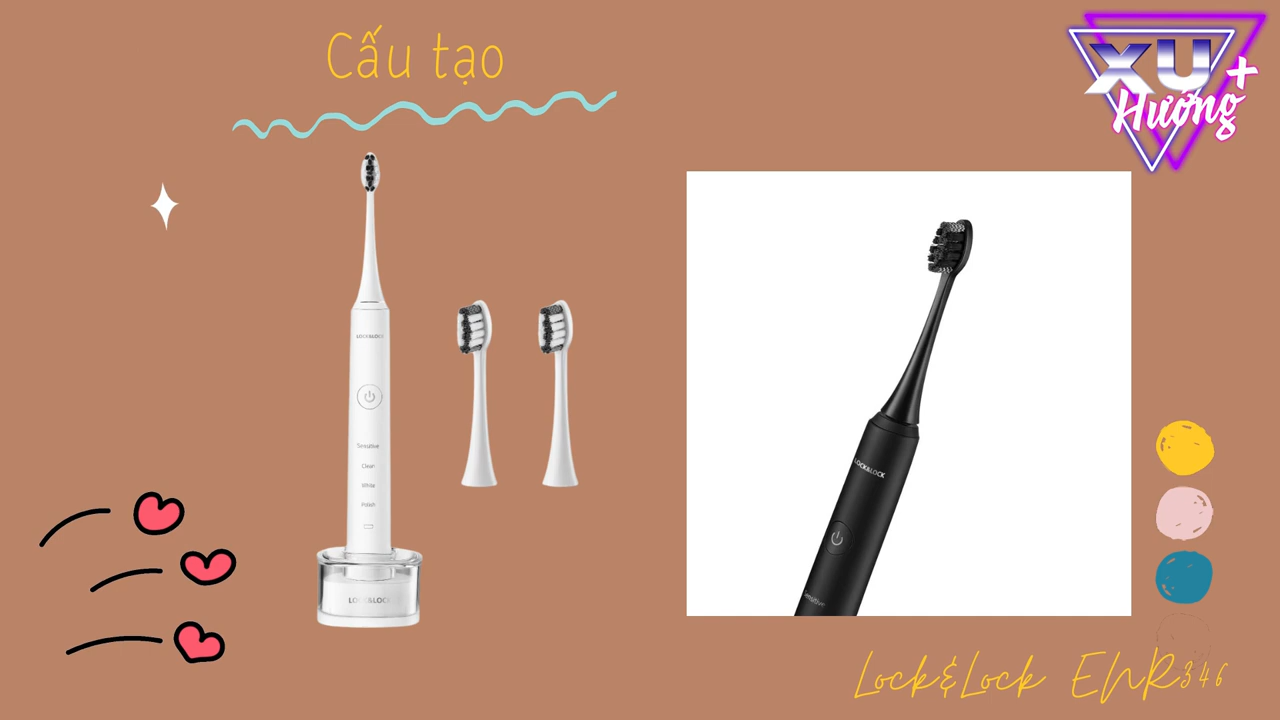 Cấu tạo
XU+
Hướng
LOCK&LOCK
Sensitive
Clean
White
Polish
LOCK&LOCK
LOCK&LOCK
Sensitive
Lock&Lock ENR346